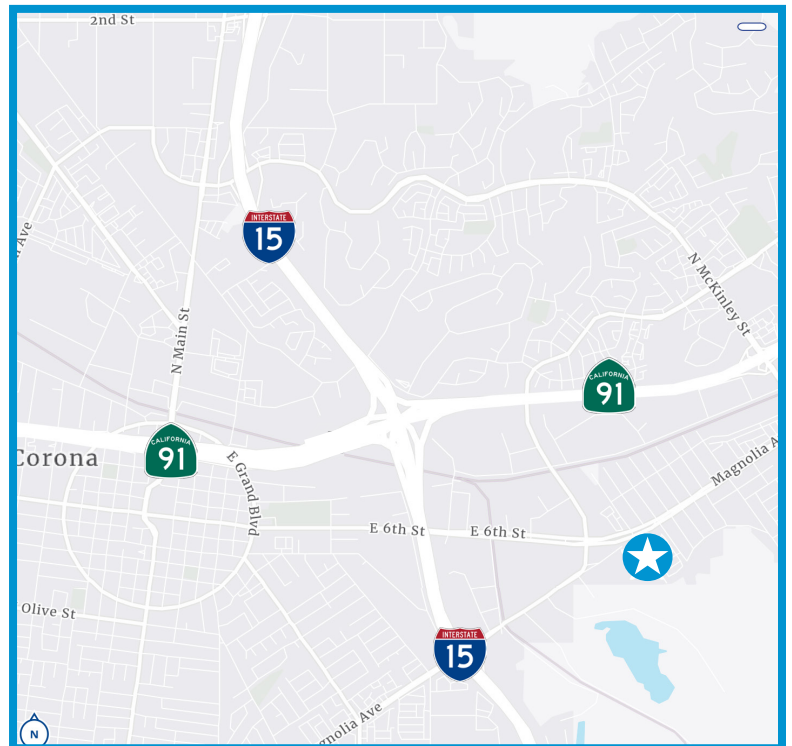 2nd St
INTERSTATE
15
N McKinley St
N Main St
CALIFORNIA
91
CALIFORNIA
91
Corona
E Grand Blvd
Magnolia A
E 6th St
E 6th St
Olive St
INTERSTATE
15
gnolia Ave
Ave
N